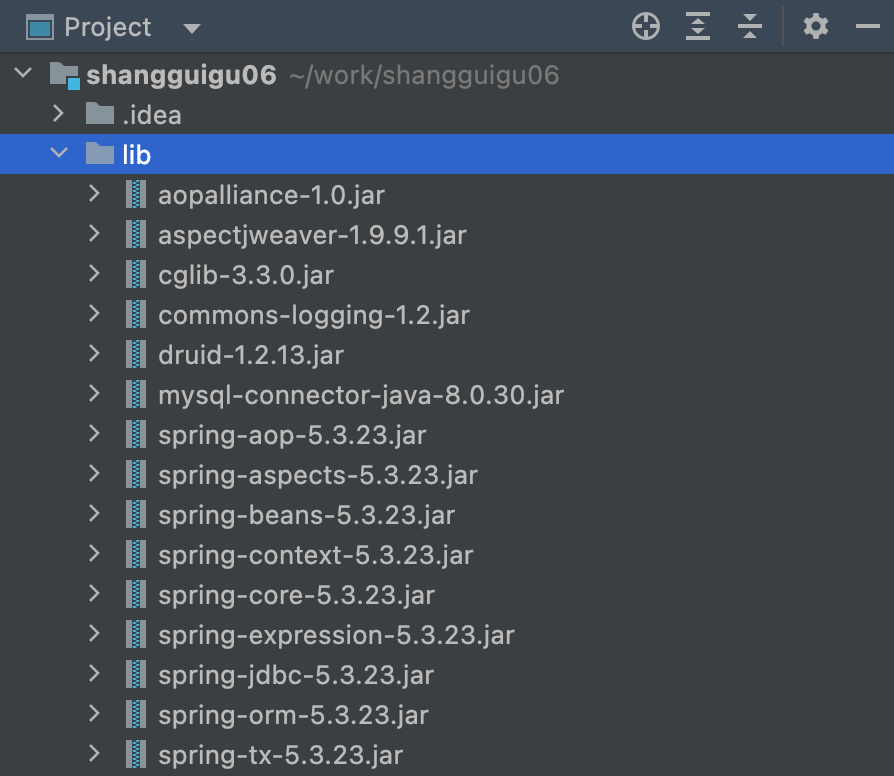 Project
shangguigu06 ~/work/shangguigu06
.idea
lib
aopalliance-1.0.jar
aspectjweaver-1.9.9.1.jar
cglib-3.3.0.jar
commons-logging-1.2.jar
druid-1.2.13.jar
mysql-connector-java-8.0.30.jar
spring-aop-5.3.23.jar
spring-aspects-5.3.23.jar
spring-beans-5.3.23.jar
spring-context-5.3.23.jar
spring-core-5.3.23.jar
spring-expression-5.3.23.jar
spring-jdbc-5.3.23.jar
spring-orm-5.3.23.jar
spring-tx-5.3.23.jar